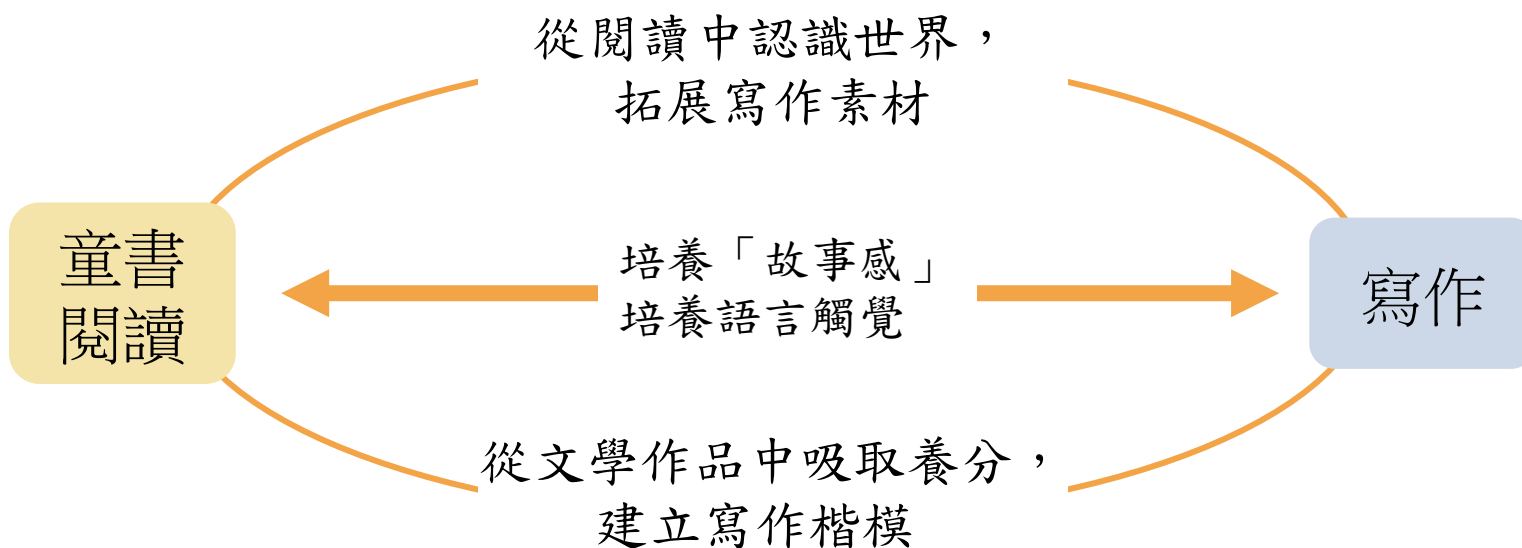 從閱讀中認識世界，
拓展寫作素材
童書
閱讀
培養「故事感」
培養語言觸覺
寫作
從文學作品中吸取養分，
建立寫作楷模